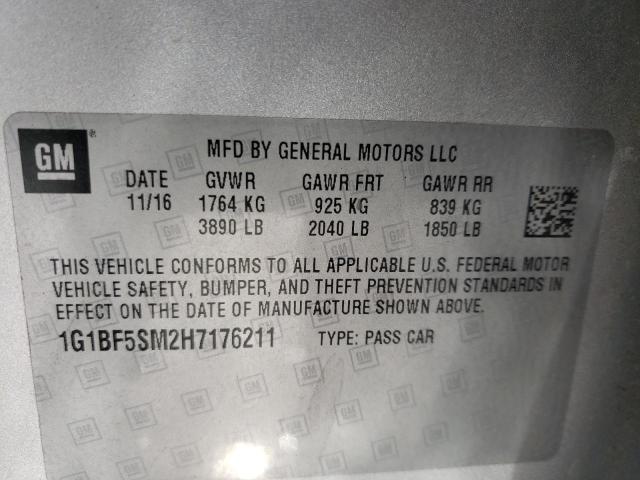 GM
MFD BY GENERAL MOTORS LLC
DATE GVWR GAWR FRT GAWR RR
11/16 1764 KG 925 KG 839 KG
3890 LB 2040 LB 1850 LB
THIS VEHICLE CONFORMS TO ALL APPLICABLE U.S. FEDERAL MOTOR
VEHICLE SAFETY, BUMPER, AND THEFT PREVENTION STANDARDS IN
EFFECT ON THE DATE OF MANUFACTURE SHOWN ABOVE.
1G1BF5SM2H7176211 TYPE: PASS CAR